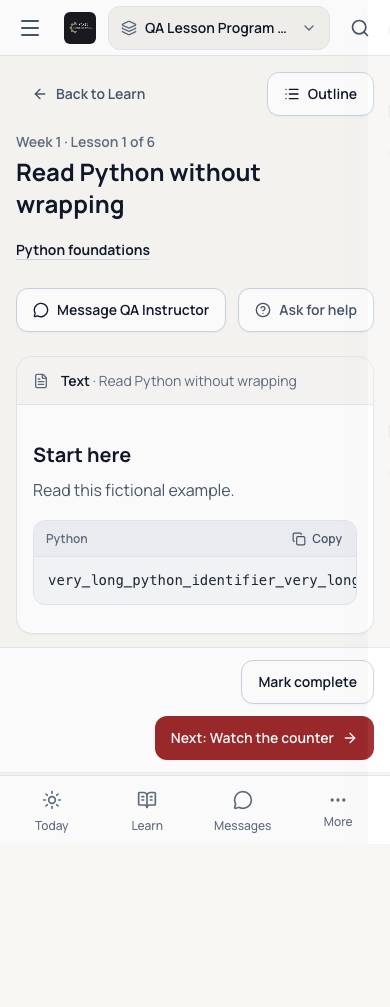 QA Lesson Program ...
Back to Learn
Outline
Week 1 · Lesson 1 of 6
Read Python without
wrapping
Python foundations
Message QA Instructor
Ask for help
Text · Read Python without wrapping
Start here
Read this fictional example.
Python
Copy
very_long_python_identifier_very_long
Mark complete
Next: Watch the counter
Today
Learn
Messages
More